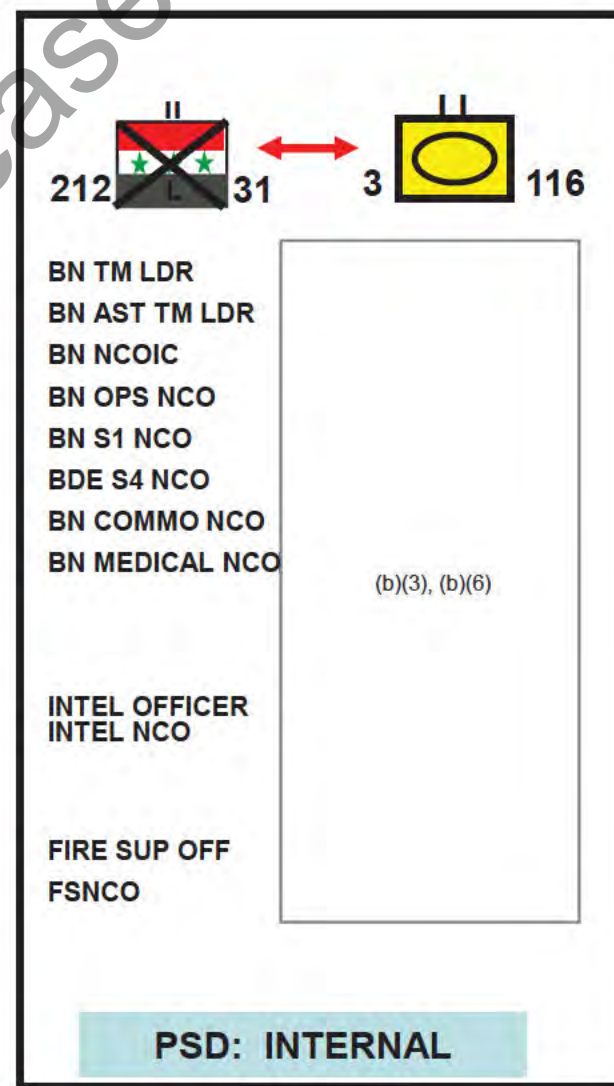 ase
II
I I
212 L 31
3 116
BN TM LDR
BN AST TM LDR
BN NCOIC
BN OPS NCO
BN S1 NCO
BDE S4 NCO
BN COMMO NCO
BN MEDICAL NCO
(b)(3), (b)(6)
INTEL OFFICER
INTEL NCO
FIRE SUP OFF
FSNCO
PSD: INTERNAL